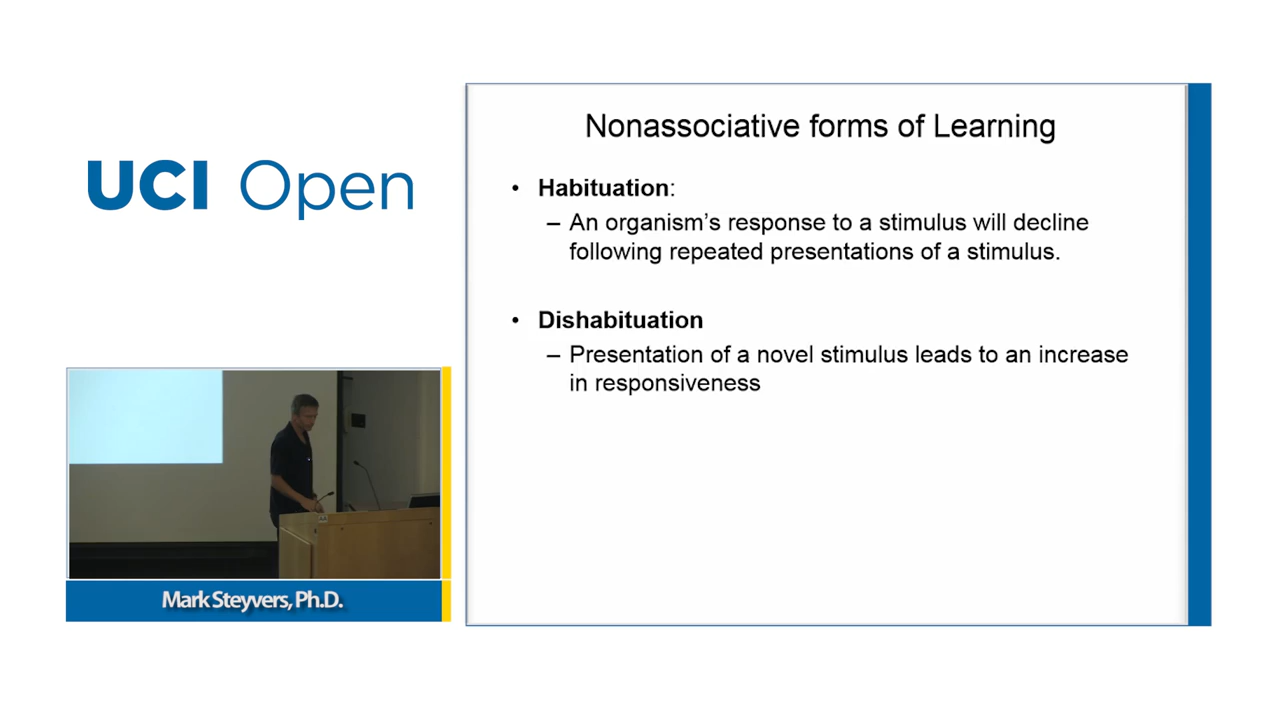 UCI Open
Nonassociative forms of Learning
• Habituation:
– An organism's response to a stimulus will decline
following repeated presentations of a stimulus.
• Dishabituation
– Presentation of a novel stimulus leads to an increase
in responsiveness
Mark Steyvers, Ph.D.